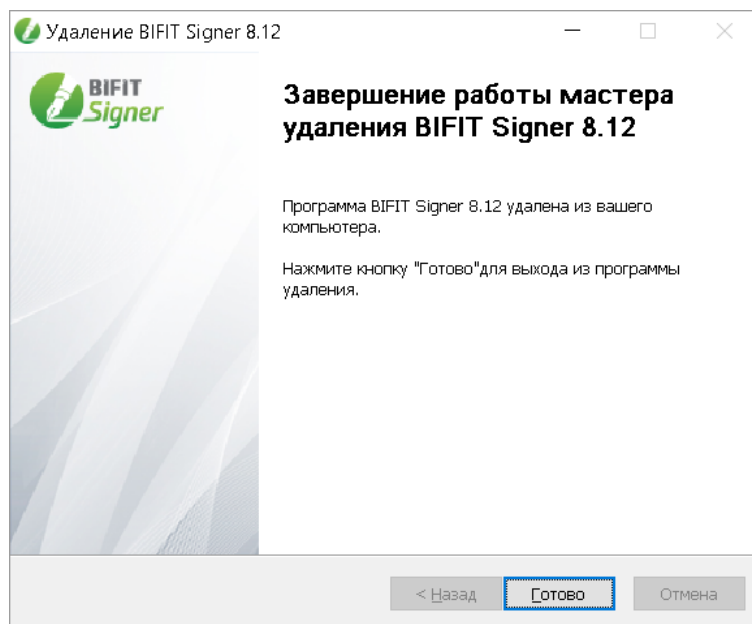 Удаление BIFIT Signer 8.12
BIFIT
Signer
Завершение работы мастера
удаления BIFIT Signer 8.12
Программа BIFIT Signer 8.12 удалена из вашего
компьютера.
Нажмите кнопку "Готово"для выхода из программы
удаления.
< Назад Готово Отмена